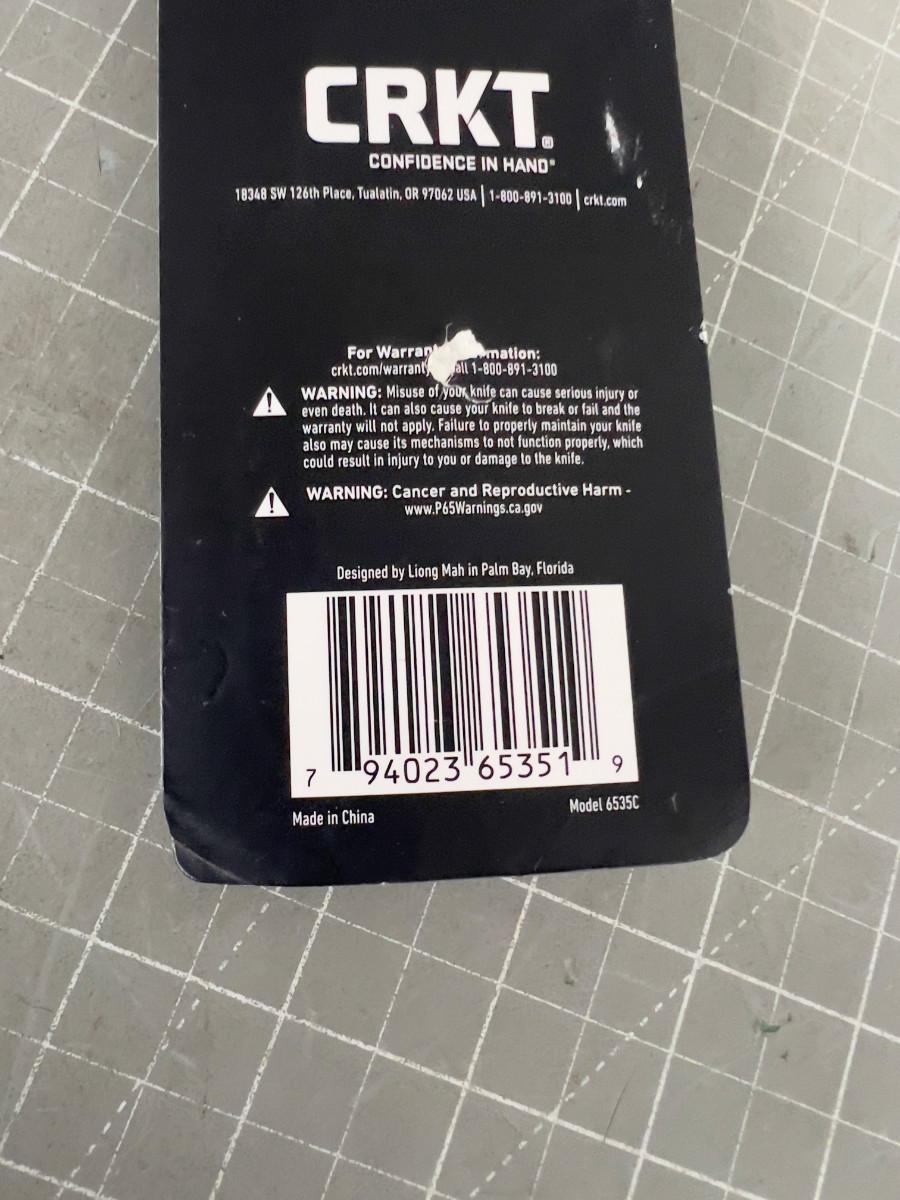 CRKT®
CONFIDENCE IN HAND®
18348 SW 126th Place, Tualatin, OR 97062 USA | 1-800-891-3100 | crkt.com
For
crkt.com/warranty 1-800-891-3100
WARNING: Misuse of your knife can cause serious injury or
even death. It can also cause your knife to break or fail and the
warranty will not apply. Failure to properly maintain your knife
also may cause its mechanisms to not function properly, which
could result in injury to you or damage to the knife.
WARNING: Cancer and Reproductive Harm -
www.P65Warnings.ca.gov
Designed by Liong Mah in Palm Bay, Florida
7 94023 65351 9
Made in China
Model 6535C